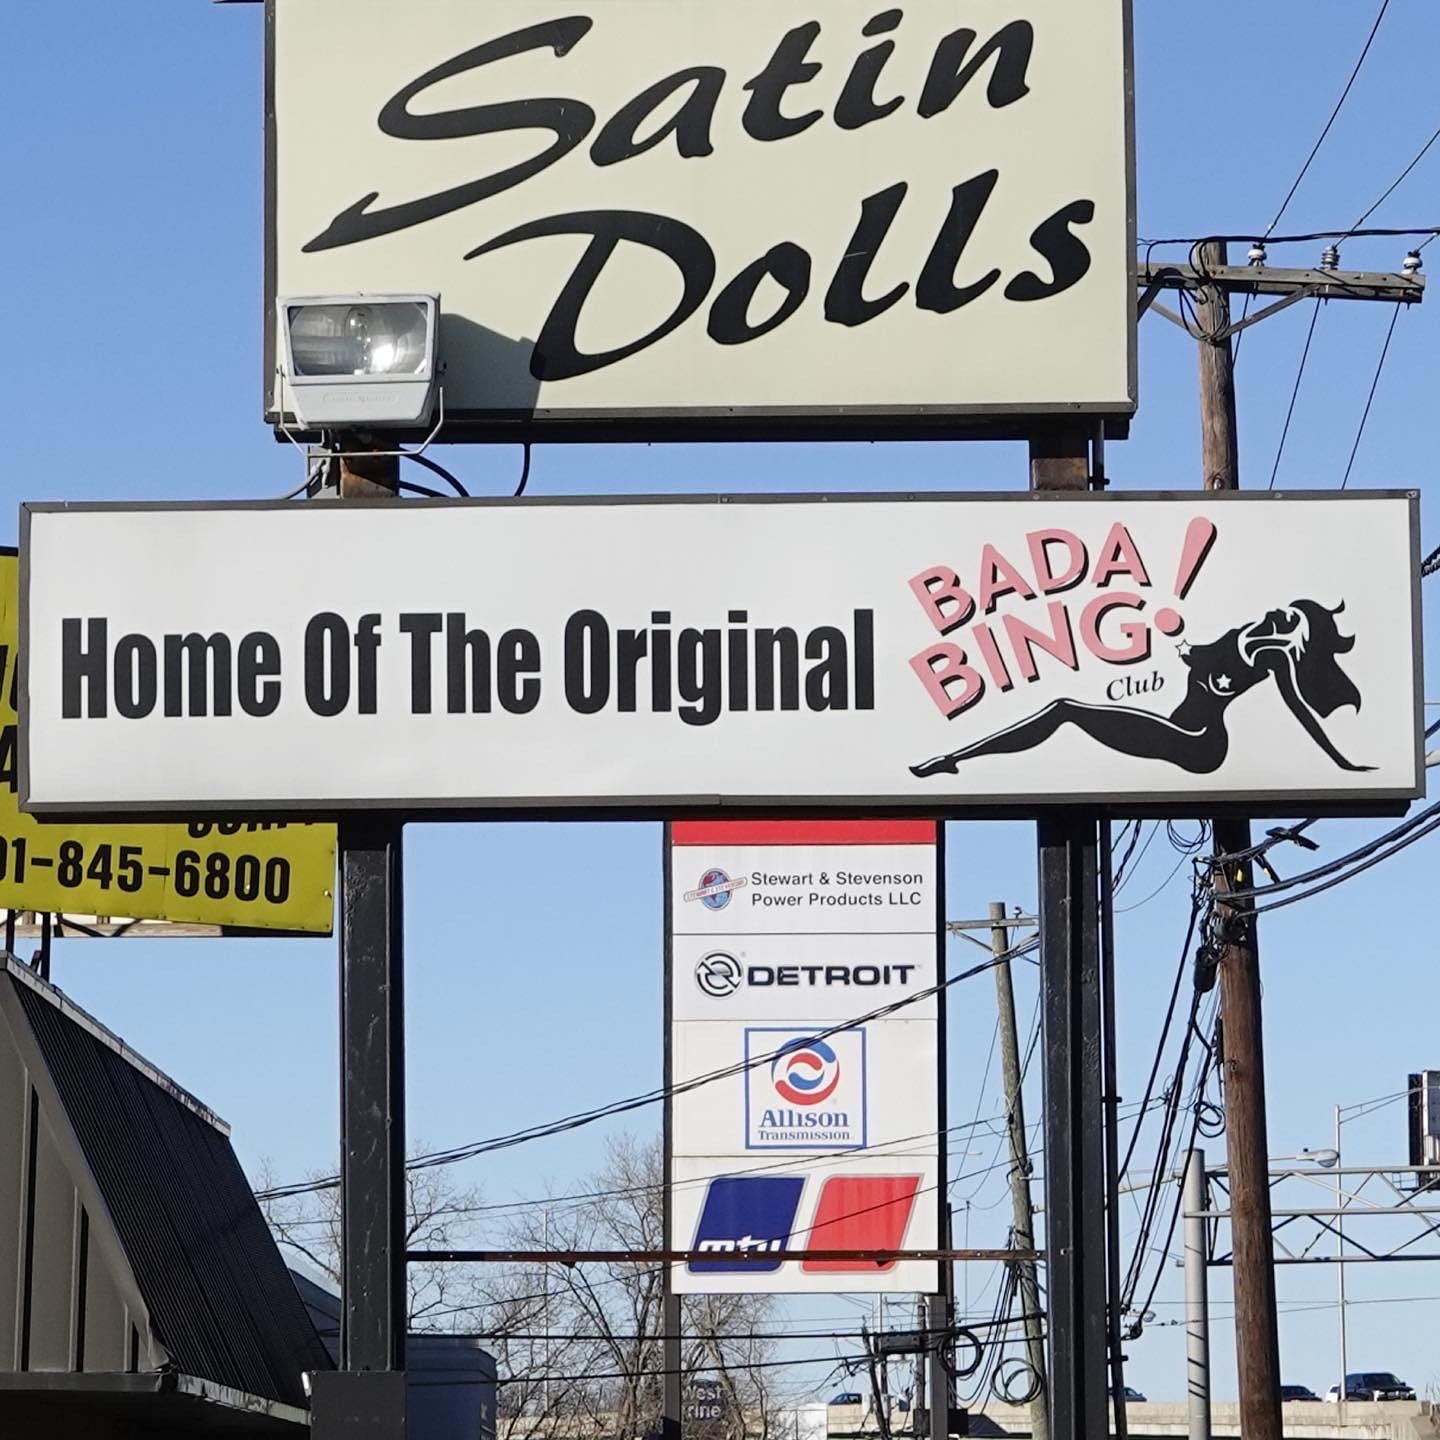 Satin
Dolls
Home Of The Original
BADA
BING!
Club
01-845-6800
Stewart & Stevenson
Power Products LLC
DETROIT
Allison
Transmission
mtu